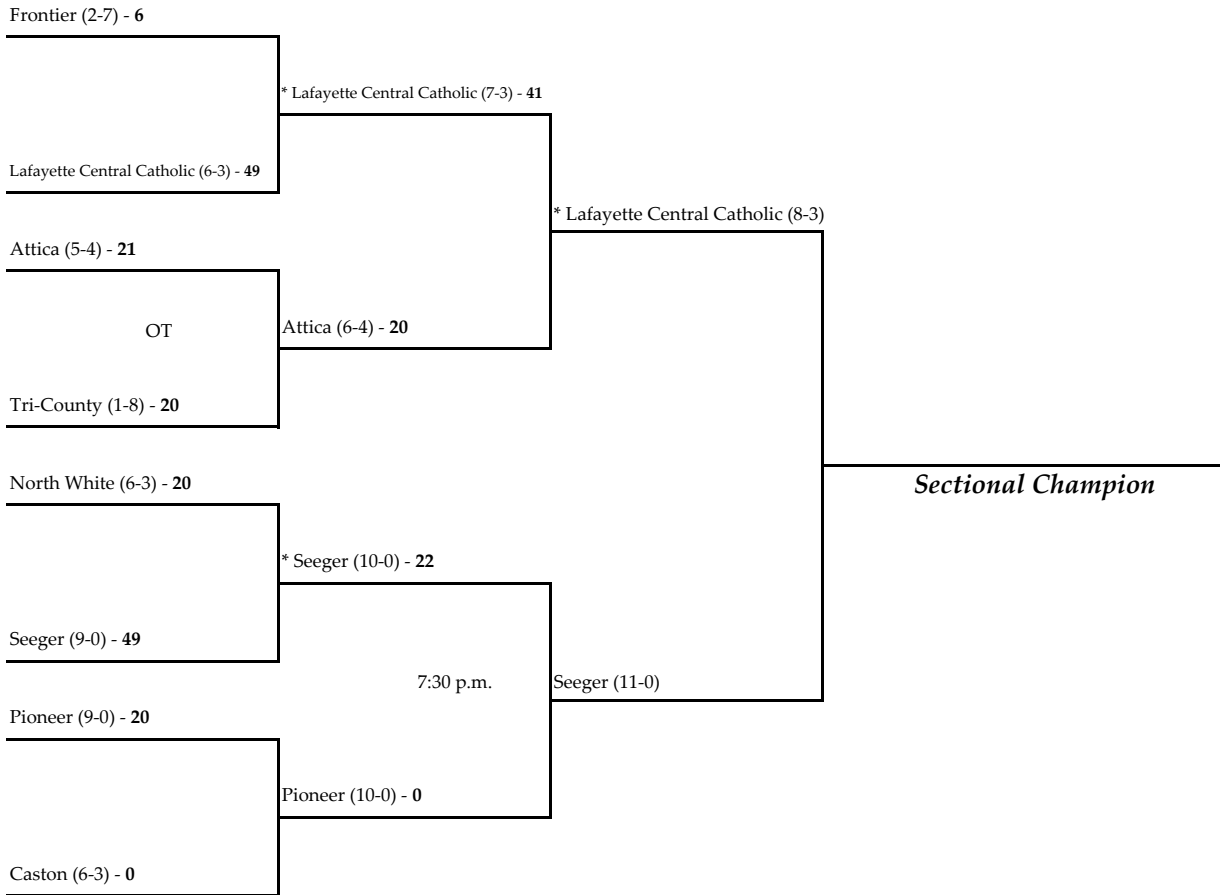 Frontier (2-7) - 6
* Lafayette Central Catholic (7-3) - 41
Lafayette Central Catholic (6-3) - 49
* Lafayette Central Catholic (8-3)
Attica (5-4) - 21
OT
Attica (6-4) - 20
Tri-County (1-8) - 20
North White (6-3) - 20
Sectional Champion
* Seeger (10-0) - 22
Seeger (9-0) - 49
7:30 p.m.
Seeger (11-0)
Pioneer (9-0) - 20
Pioneer (10-0) - 0
Caston (6-3) - 0